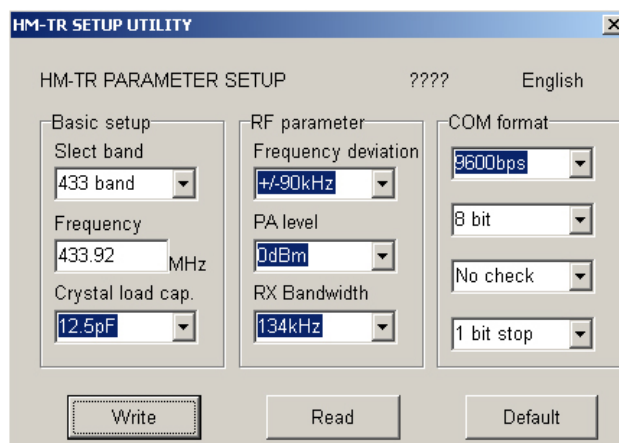 HM-TR SETUP UTILITY
HM-TR PARAMETER SETUP ???? English
Basic setup
Slect band
433 band
Frequency
433.92 MHz
Crystal load cap.
12.5pF
RF parameter
Frequency deviation
+/-90kHz
PA level
0dBm
RX Bandwidth
134kHz
COM format
9600bps
8 bit
No check
1 bit stop
Write Read Default